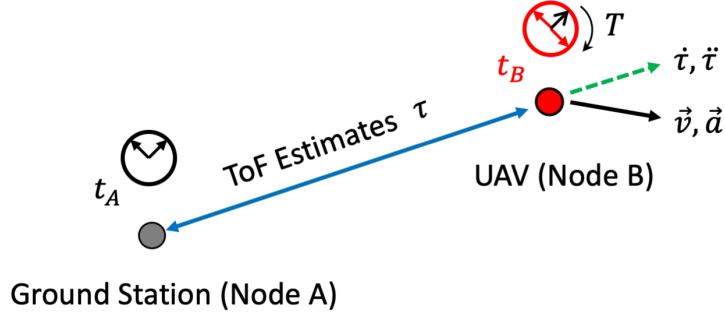 T
t_B
τ̇, τ̈
ToF Estimates τ
v⃗, a⃗
t_A
UAV (Node B)
Ground Station (Node A)